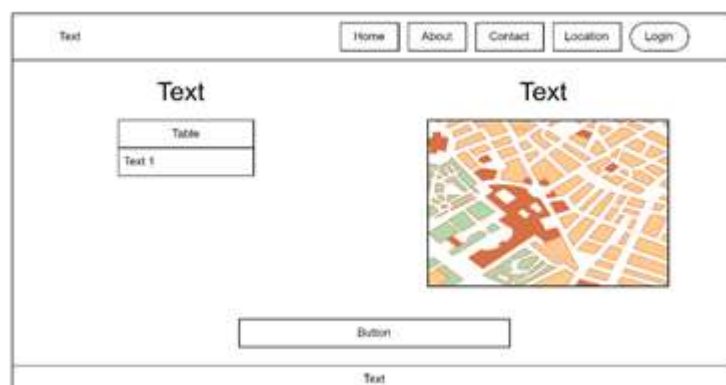 Text Home About Contact Location Login
Text
Table
Text 1
Text
Button
Text